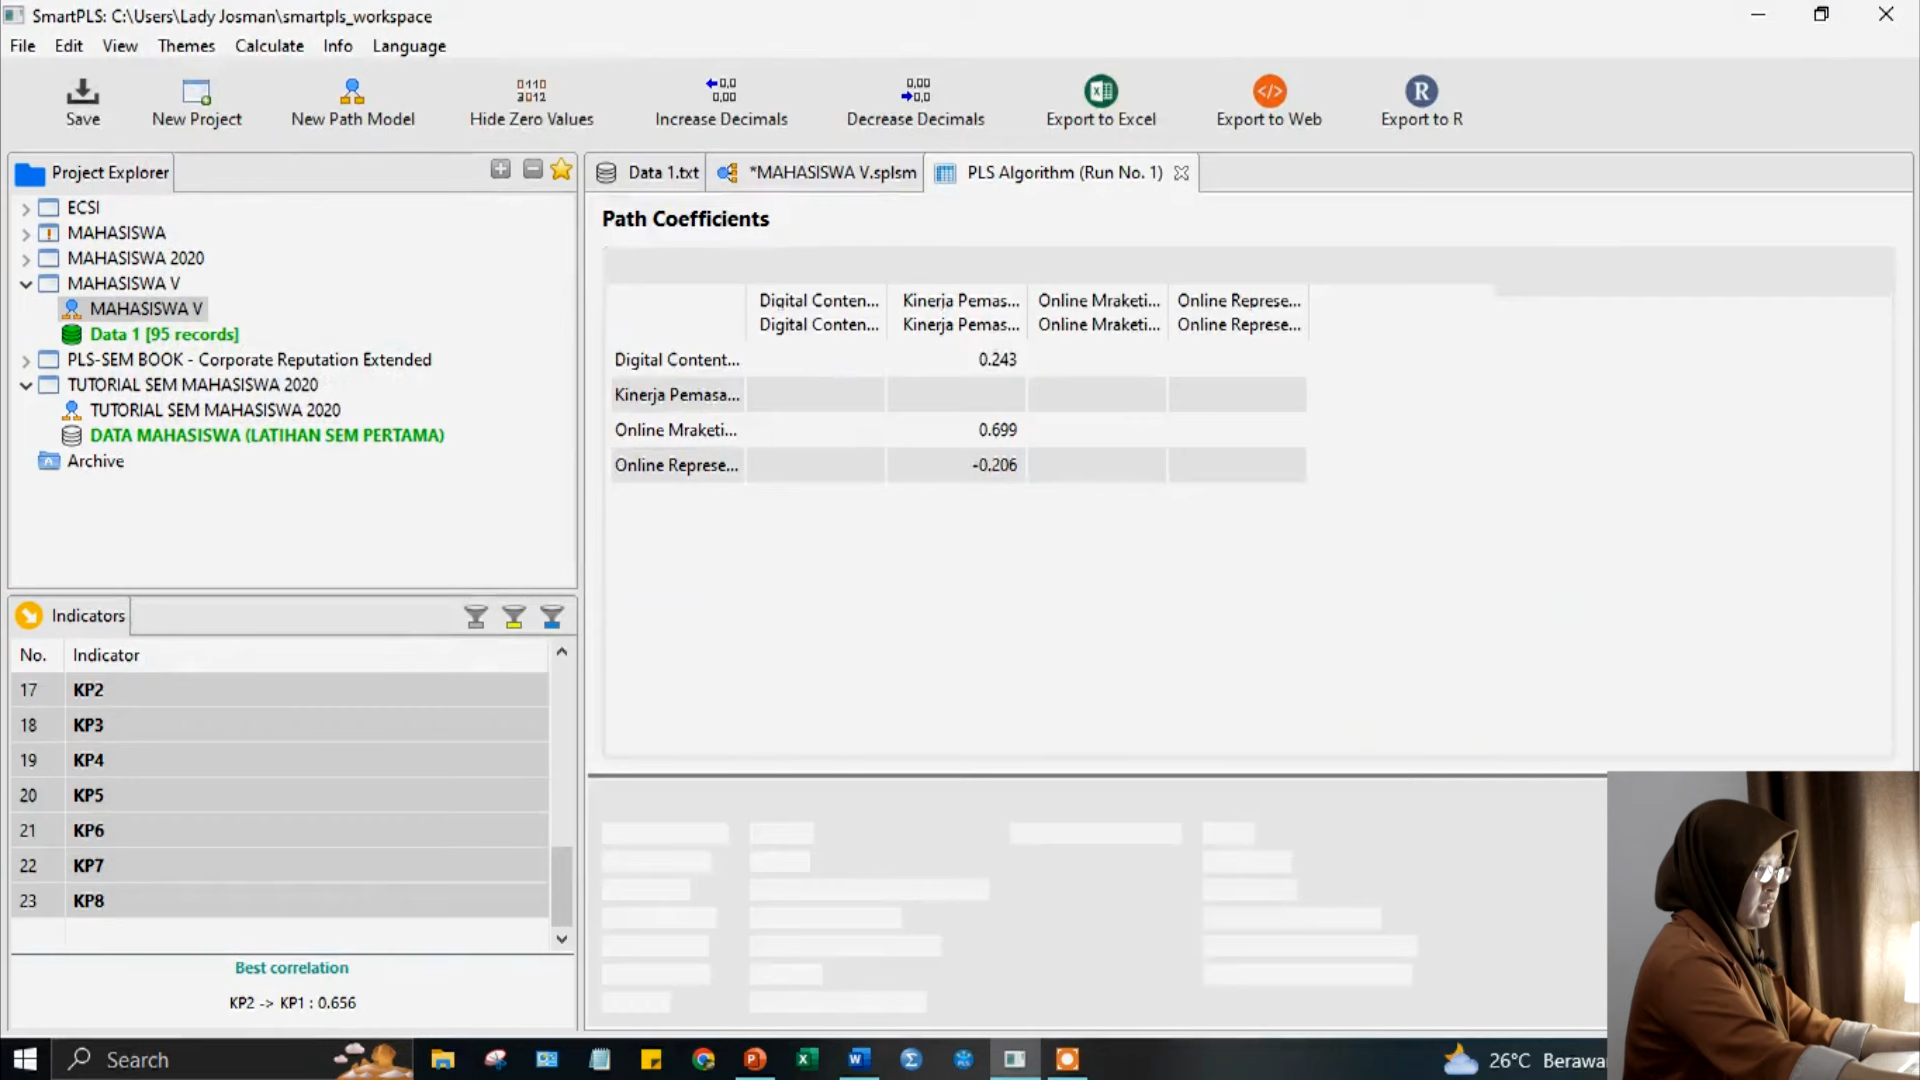 SmartPLS: C:\Users\Lady Josman\smartpls_workspace
File Edit View Themes Calculate Info Language
Save New Project New Path Model Hide Zero Values Increase Decimals Decrease Decimals Export to Excel Export to Web Export to R
Project Explorer
ECSI
MAHASISWA
MAHASISWA 2020
MAHASISWA V
MAHASISWA V
Data 1 [95 records]
PLS-SEM BOOK - Corporate Reputation Extended
TUTORIAL SEM MAHASISWA 2020
TUTORIAL SEM MAHASISWA 2020
DATA MAHASISWA (LATIHAN SEM PERTAMA)
Archive
Indicators
No. Indicator
17 KP2
18 KP3
19 KP4
20 KP5
21 KP6
22 KP7
23 KP8
Best correlation
KP2 -> KP1 : 0.656
Data 1.txt *MAHASISWA V.splsm PLS Algorithm (Run No. 1)
Path Coefficients
Digital Conten... Kinerja Pemas... Online Mraketi... Online Represe...
Digital Conten... Kinerja Pemas... Online Mraketi... Online Represe...
Digital Content... 0.243
Kinerja Pemasa...
Online Mraketi... 0.699
Online Represe... -0.206
Search
26°C Berawa